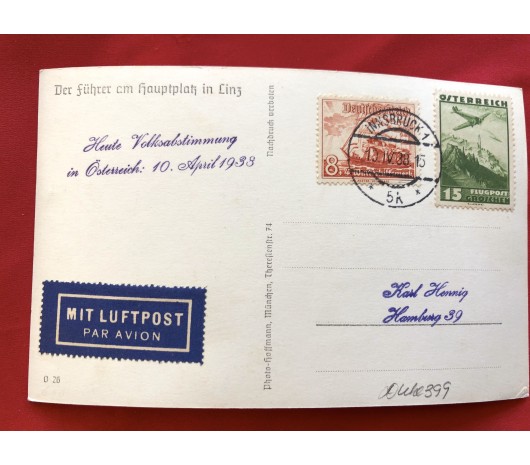 Der Führer am Hauptplatz in Linz
Heute Volksabstimmung
in Österreich: 10. April 1938
MIT LUFTPOST
PAR AVION
O 26
Photo-Hoffmann, München, Theresienstr. 74
Nachdruck verboten
Deutsches Reich
8
INNSBRUCK 1
10.IV.38. 15
* 5k *
ÖSTERREICH
15 FLUGPOST
GROSCHEN
Karl Hennig
Hamburg 39
399